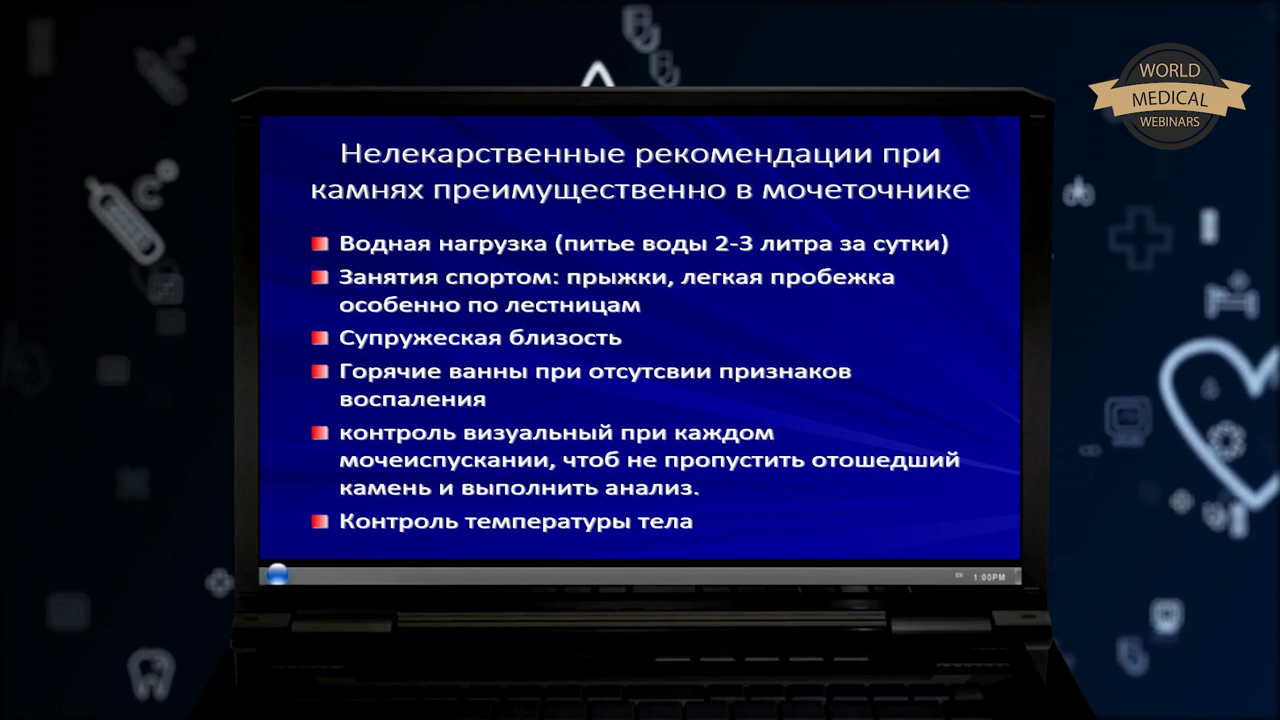 WORLD
MEDICAL
WEBINARS
Нелекарственные рекомендации при
камнях преимущественно в мочеточнике
Водная нагрузка (питье воды 2-3 литра за сутки)
Занятия спортом: прыжки, легкая пробежка
особенно по лестницам
Супружеская близость
Горячие ванны при отсутсвии признаков
воспаления
контроль визуальный при каждом
мочеиспускании, чтоб не пропустить отошедший
камень и выполнить анализ.
Контроль температуры тела
EN 1:00PM